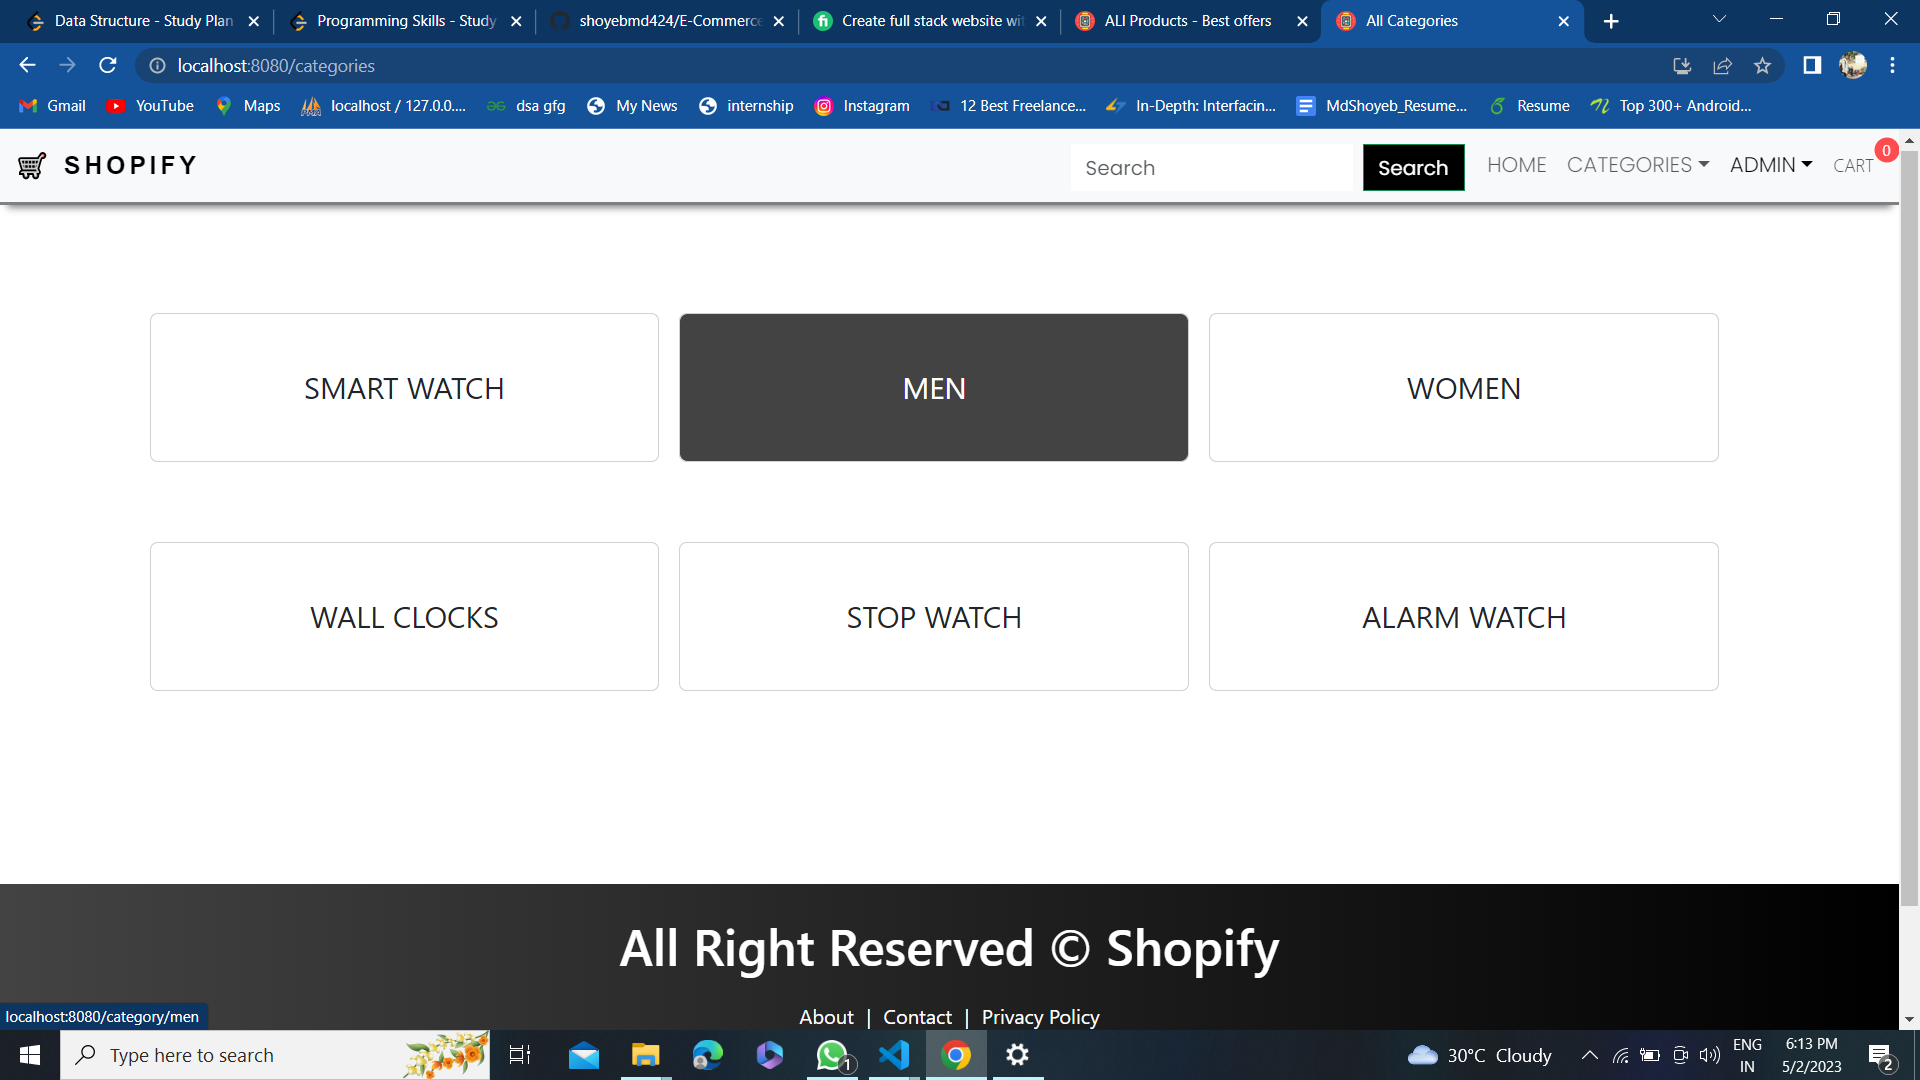 Data Structure - Study Plan
Programming Skills - Study
shoyebmd424/E-Commerce
Create full stack website wit
ALI Products - Best offers
All Categories
localhost:8080/categories
Gmail
YouTube
Maps
localhost / 127.0.0....
dsa gfg
My News
internship
Instagram
12 Best Freelance...
In-Depth: Interfacin...
MdShoyeb_Resume...
Resume
Top 300+ Android...
SHOPIFY
Search
Search
HOME
CATEGORIES
ADMIN
CART
0
SMART WATCH
MEN
WOMEN
WALL CLOCKS
STOP WATCH
ALARM WATCH
All Right Reserved © Shopify
About | Contact | Privacy Policy
localhost:8080/category/men
Type here to search
1
30°C Cloudy
ENG
IN
6:13 PM
5/2/2023
2